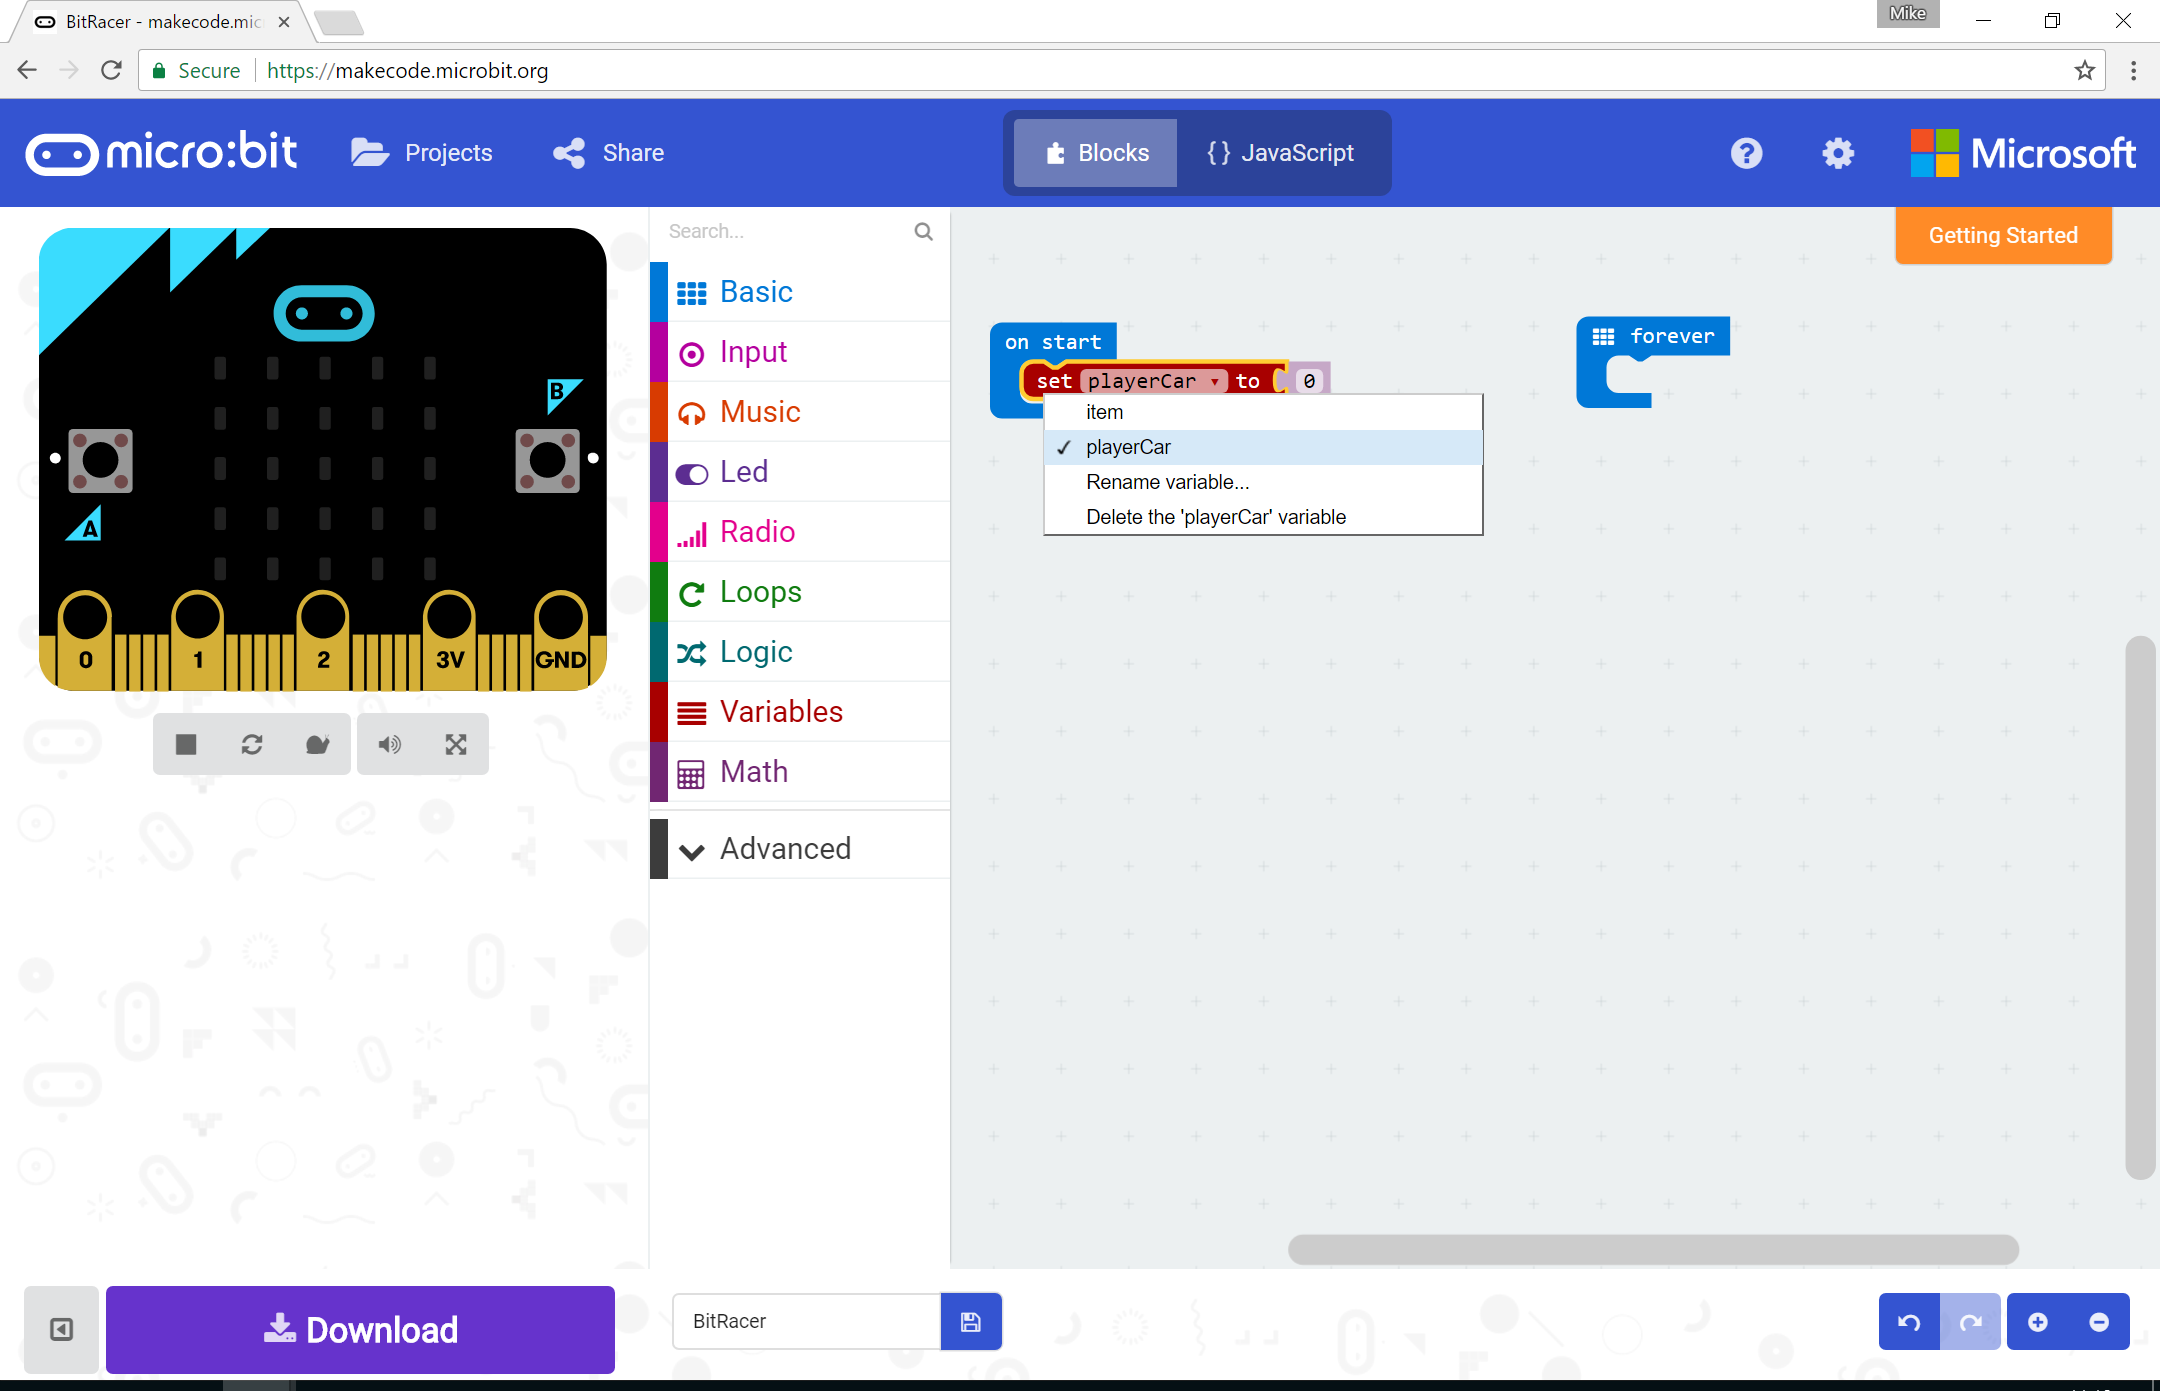 BitRacer - makecode.mic
Mike
Secure
https://makecode.microbit.org
micro:bit
Projects
Share
Blocks
{ } JavaScript
?
Microsoft
Search...
Getting Started
Basic
Input
Music
Led
Radio
Loops
Logic
Variables
Math
Advanced
on start
set playerCar to 0
item
✓ playerCar
Rename variable...
Delete the 'playerCar' variable
forever
B
A
0
1
2
3V
GND
Download
BitRacer